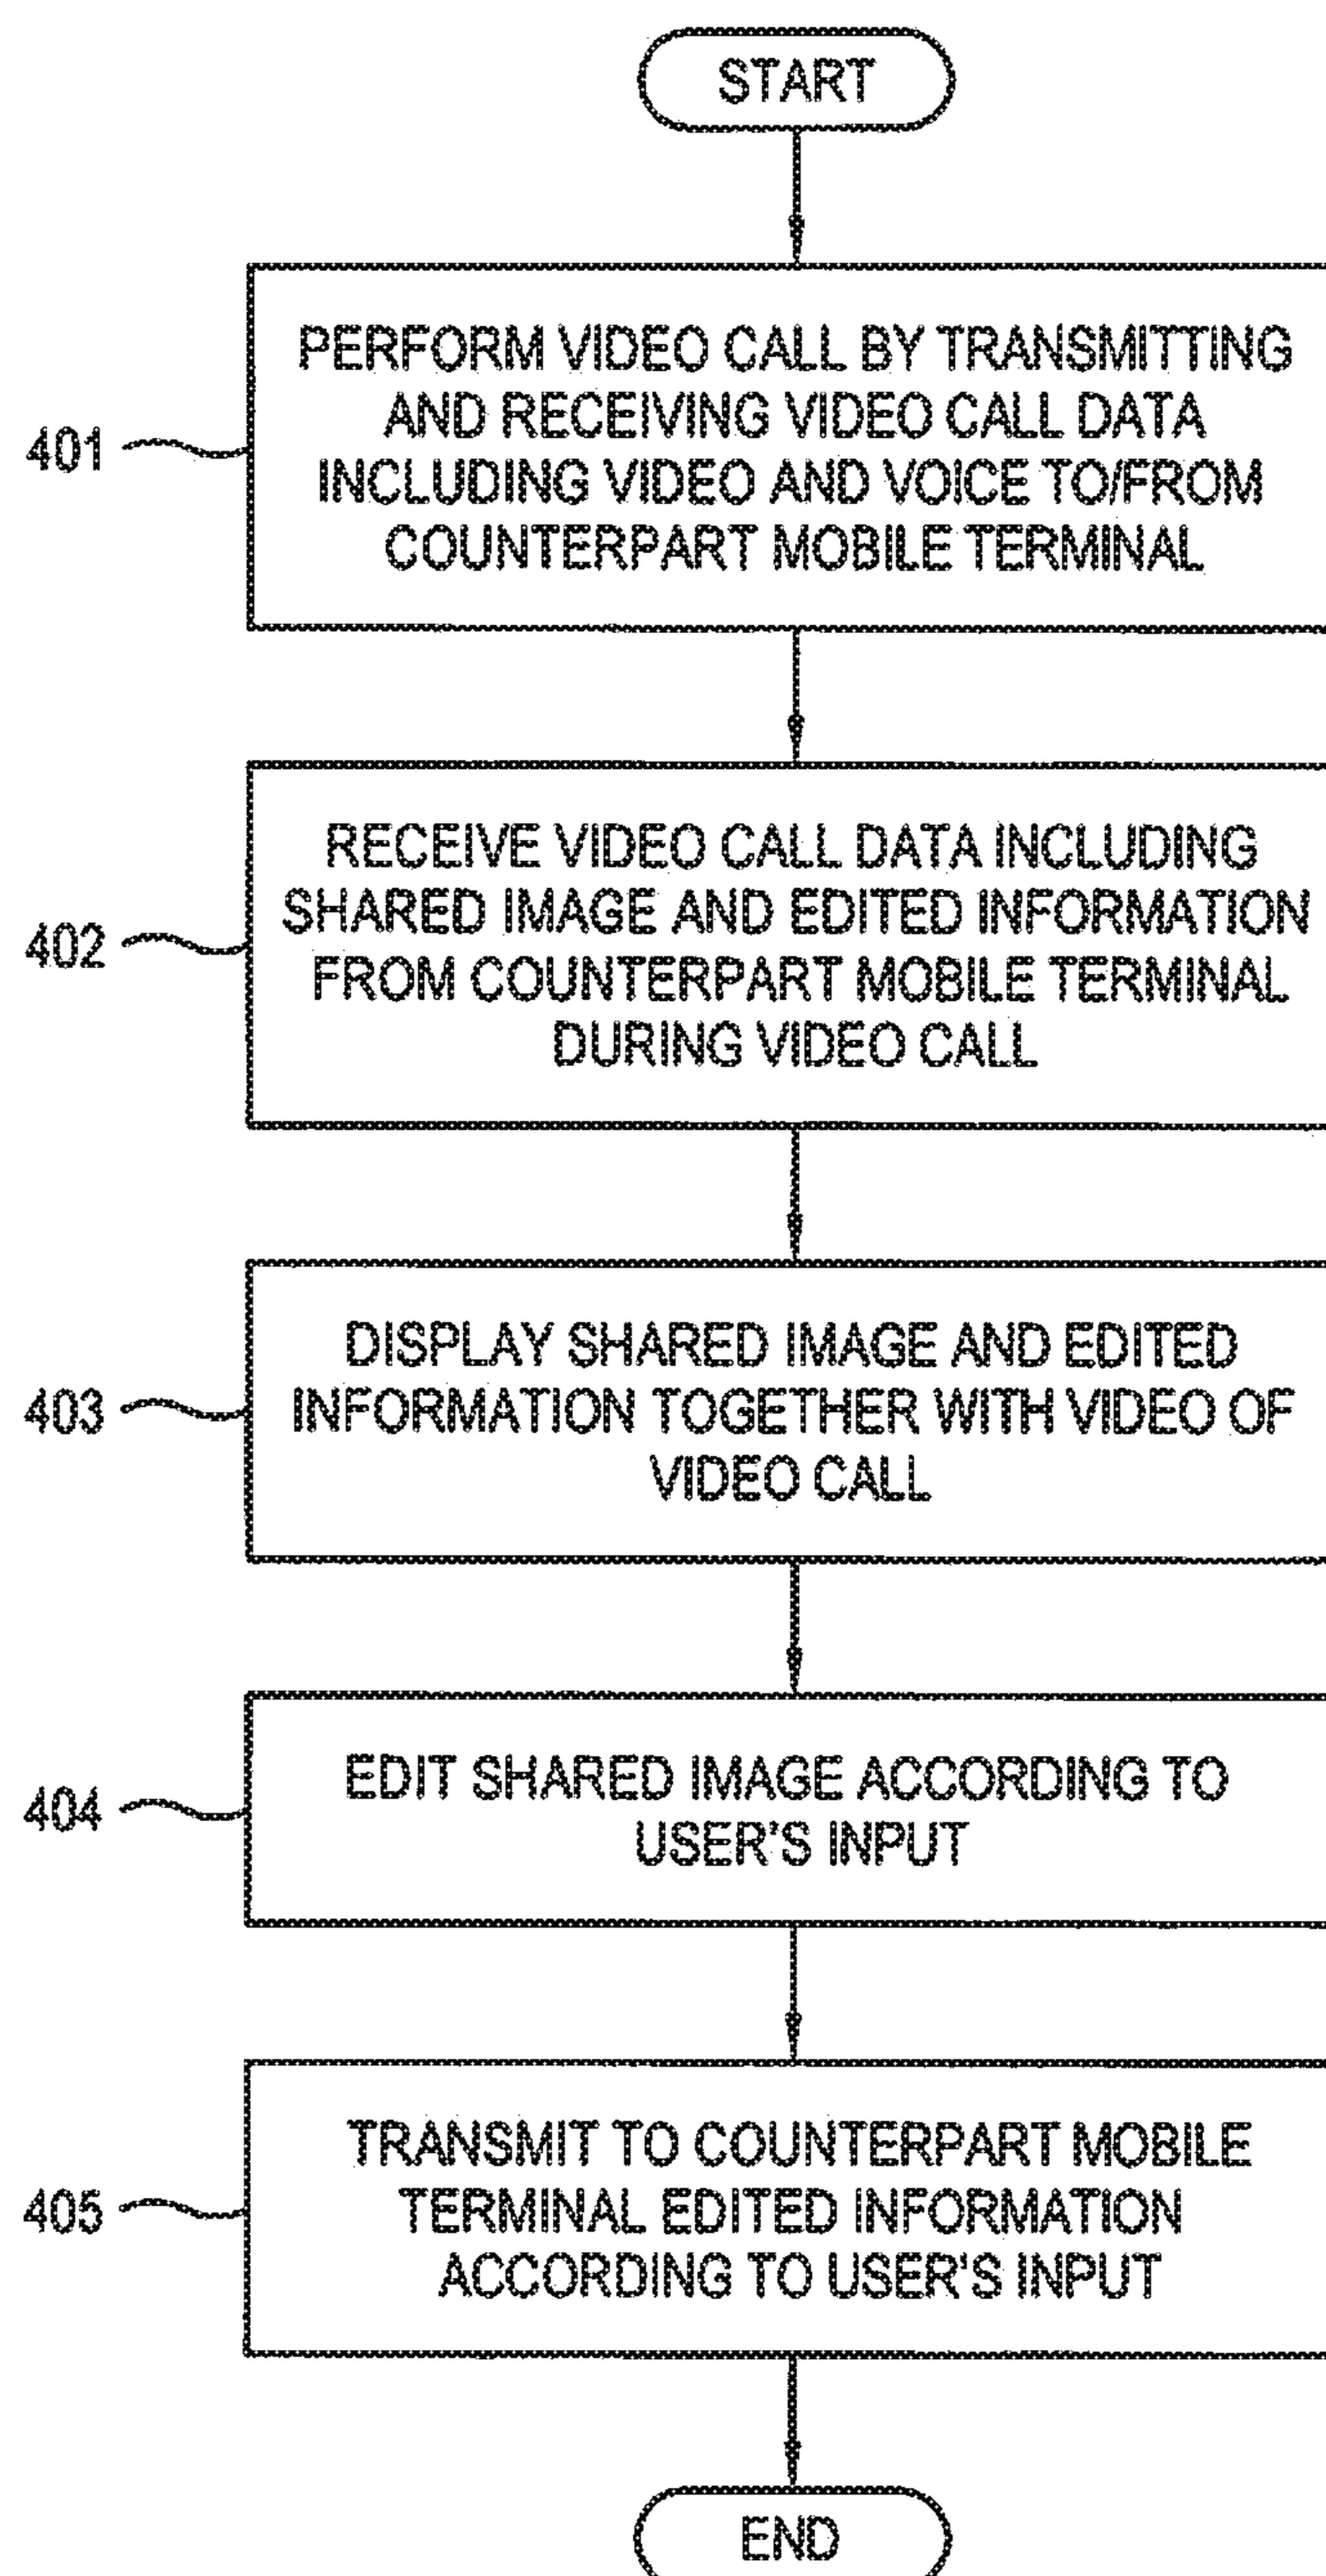 START
PERFORM VIDEO CALL BY TRANSMITTING
AND RECEIVING VIDEO CALL DATA
INCLUDING VIDEO AND VOICE TO/FROM
COUNTERPART MOBILE TERMINAL
401
RECEIVE VIDEO CALL DATA INCLUDING
SHARED IMAGE AND EDITED INFORMATION
FROM COUNTERPART MOBILE TERMINAL
DURING VIDEO CALL
402
DISPLAY SHARED IMAGE AND EDITED
INFORMATION TOGETHER WITH VIDEO OF
VIDEO CALL
403
EDIT SHARED IMAGE ACCORDING TO
USER'S INPUT
404
TRANSMIT TO COUNTERPART MOBILE
TERMINAL EDITED INFORMATION
ACCORDING TO USER'S INPUT
405
END